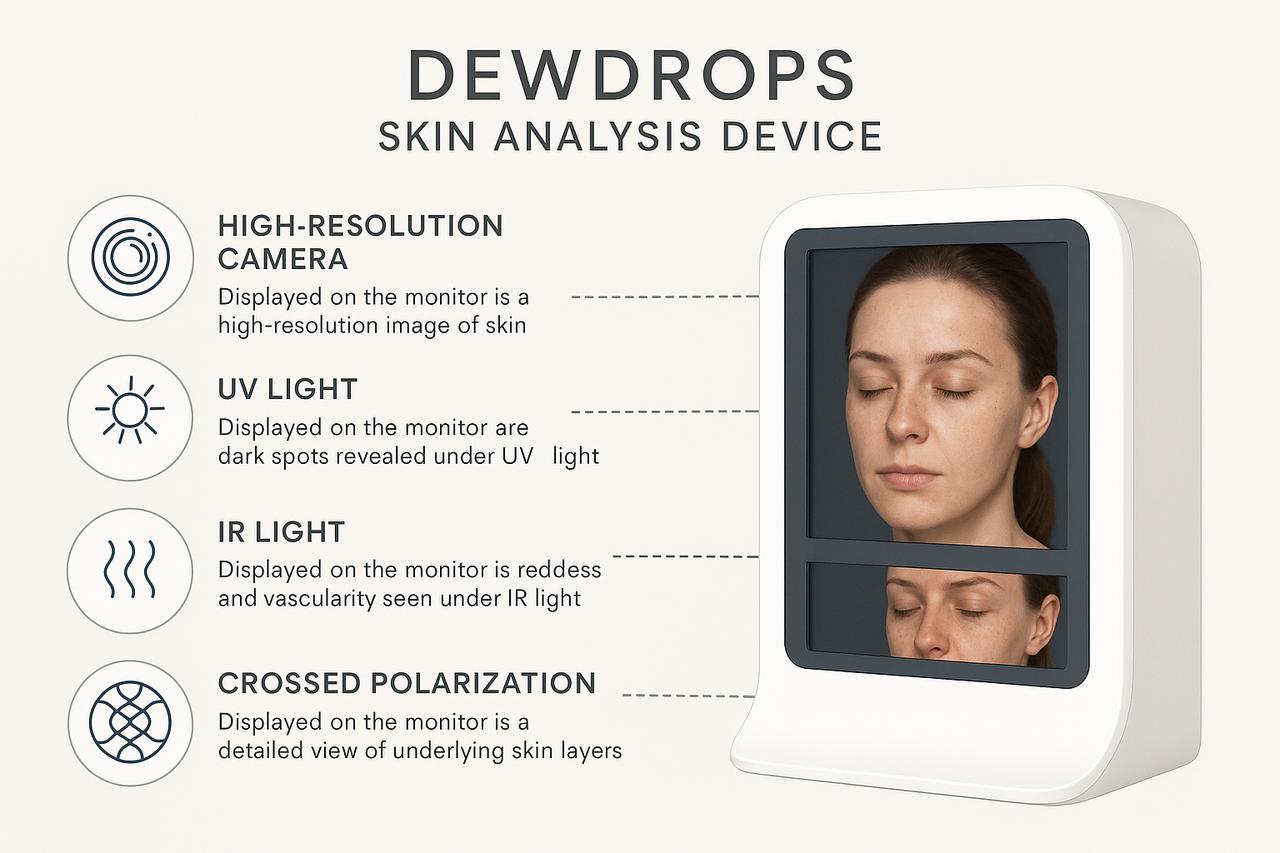 DEWDROPS
SKIN ANALYSIS DEVICE
HIGH-RESOLUTION
CAMERA
Displayed on the monitor is a
high-resolution image of skin
UV LIGHT
Displayed on the monitor are
dark spots revealed under UV light
IR LIGHT
Displayed on the monitor is reddess
and vascularity seen under IR light
CROSSED POLARIZATION
Displayed on the monitor is a
detailed view of underlying skin layers